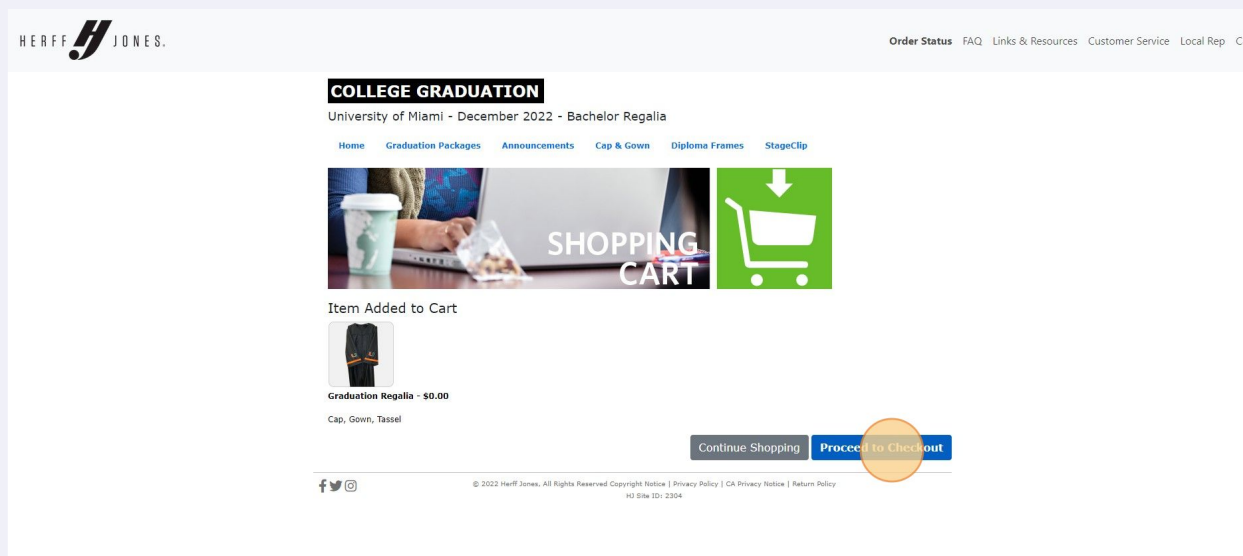 HERFF JONES.
Order Status FAQ Links & Resources Customer Service Local Rep C
COLLEGE GRADUATION
University of Miami - December 2022 - Bachelor Regalia
Home Graduation Packages Announcements Cap & Gown Diploma Frames StageClip
SHOPPING
CART
Item Added to Cart
Graduation Regalia - $0.00
Cap, Gown, Tassel
Continue Shopping Proceed to Checkout
© 2022 Herff Jones, All Rights Reserved Copyright Notice | Privacy Policy | CA Privacy Notice | Return Policy
HJ Site ID: 2304